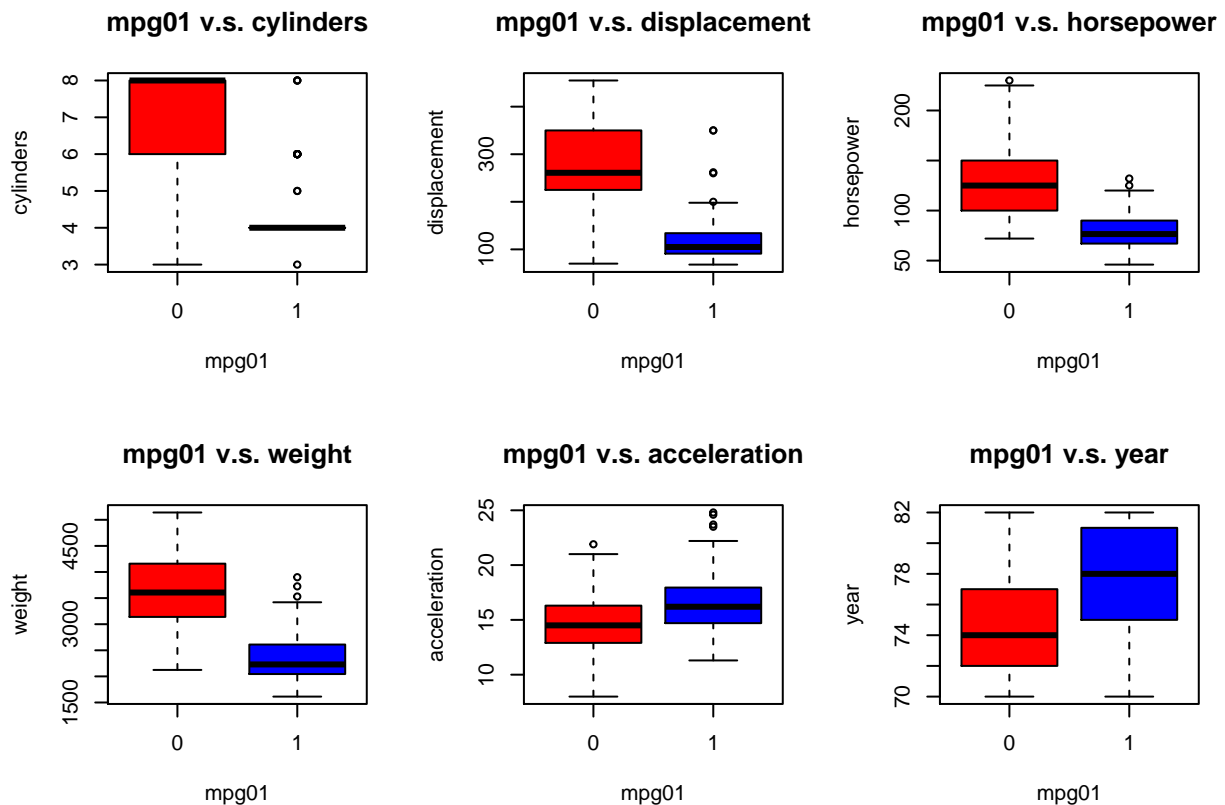 mpg01 v.s. cylinders
cylinders
8
7
6
5
4
3
0 1
mpg01
mpg01 v.s. displacement
displacement
300
100
0 1
mpg01
mpg01 v.s. horsepower
horsepower
200
100
50
0 1
mpg01
mpg01 v.s. weight
weight
4500
3000
1500
0 1
mpg01
mpg01 v.s. acceleration
acceleration
25
20
15
10
0 1
mpg01
mpg01 v.s. year
year
82
78
74
70
0 1
mpg01